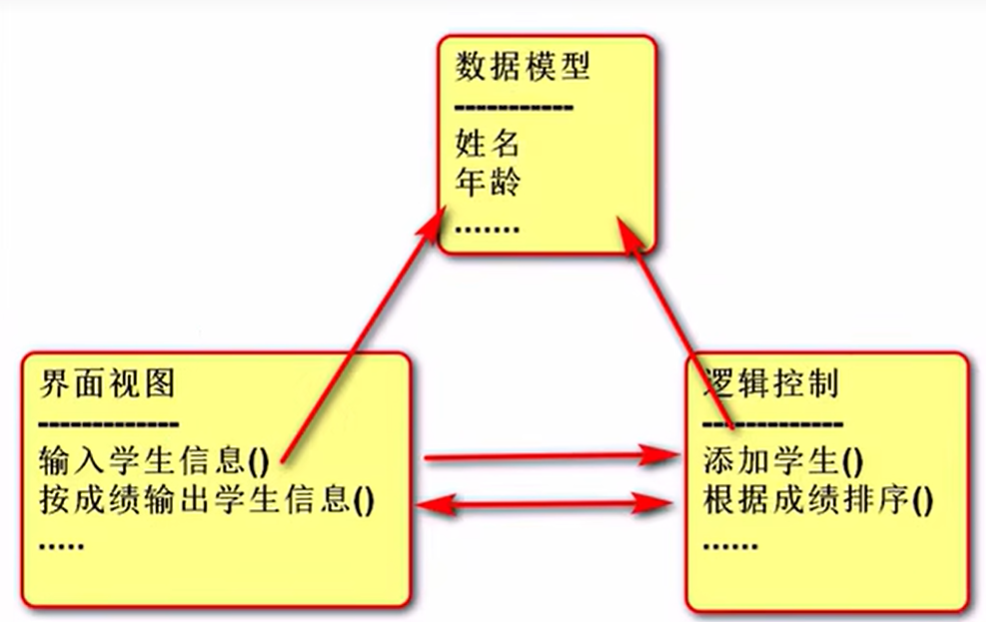 数据模型
-----------
姓名
年龄
.......
界面视图
-------------
输入学生信息()
按成绩输出学生信息()
.....
逻辑控制
-------------
添加学生()
根据成绩排序()
......